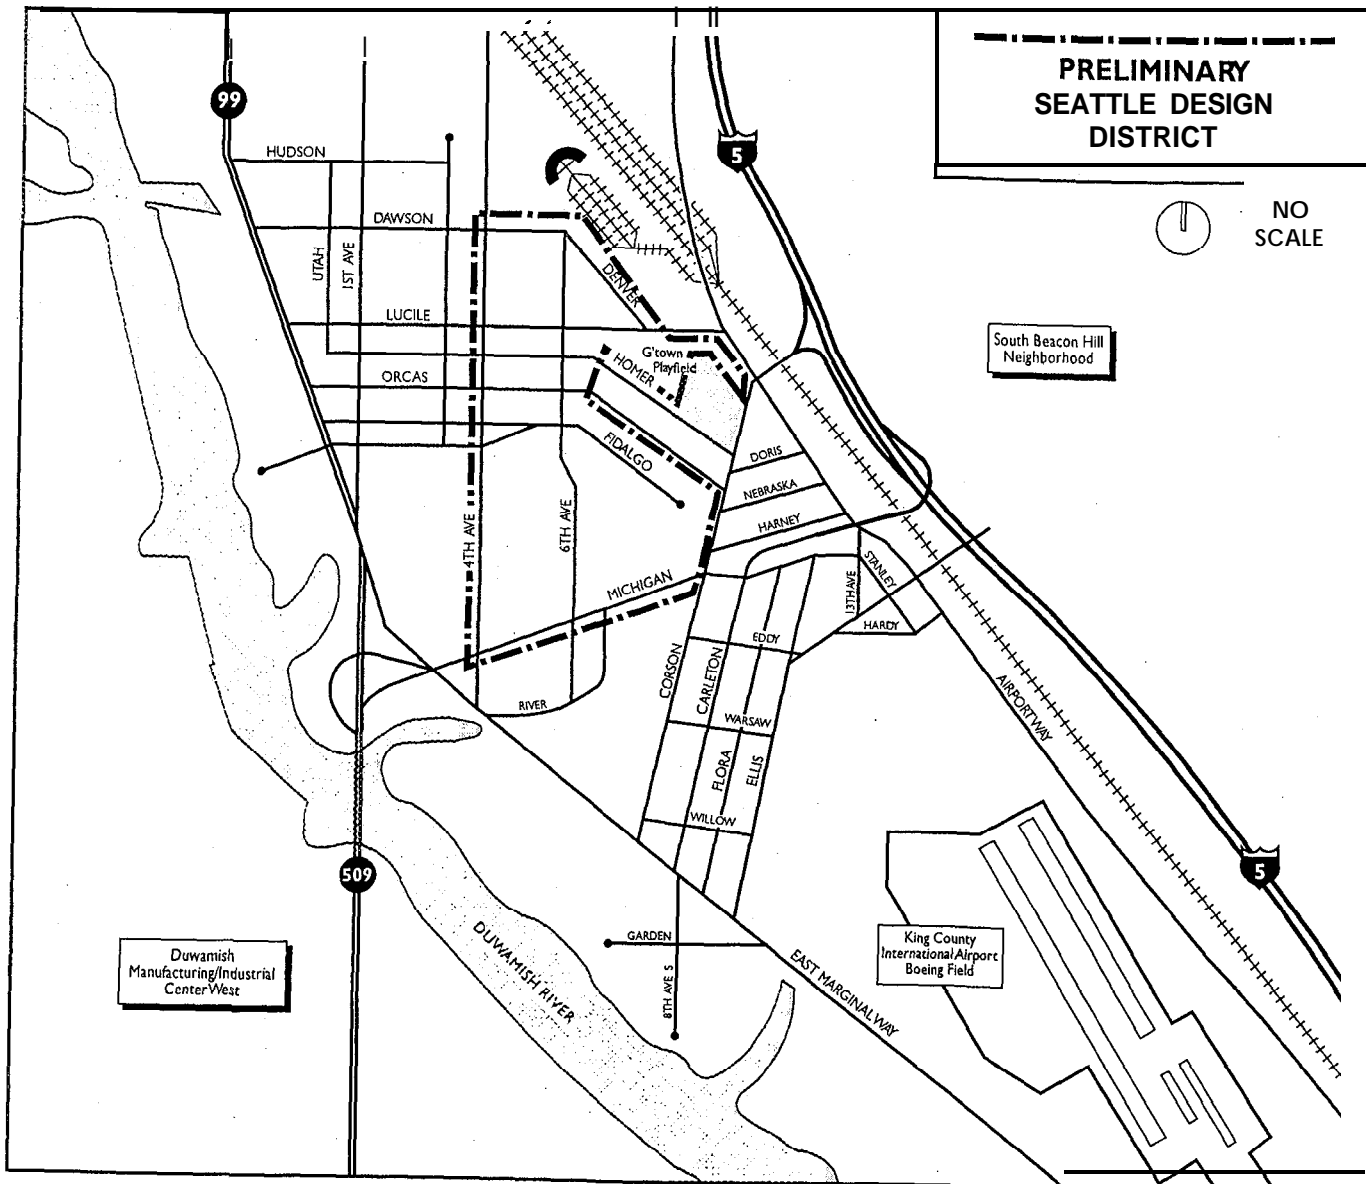 PRELIMINARY
SEATTLE DESIGN
DISTRICT
NO
SCALE
99
5
HUDSON
DAWSON
UTAH
1ST AVE
DENVER
LUCILE
G'town
Playfield
HOMER
South Beacon Hill
Neighborhood
ORCAS
FIDALGO
DORIS
NEBRASKA
HARNEY
4TH AVE
6TH AVE
MICHIGAN
13TH AVE
STANLEY
HARDY
EDDY
CORSON
CARLETON
AIRPORT WAY
RIVER
WARSAW
FLORA
ELLIS
WILLOW
509
5
GARDEN
DUWAMISH RIVER
8TH AVE S
EAST MARGINAL WAY
King County
International Airport
Boeing Field
Duwamish
Manufacturing/Industrial
Center West